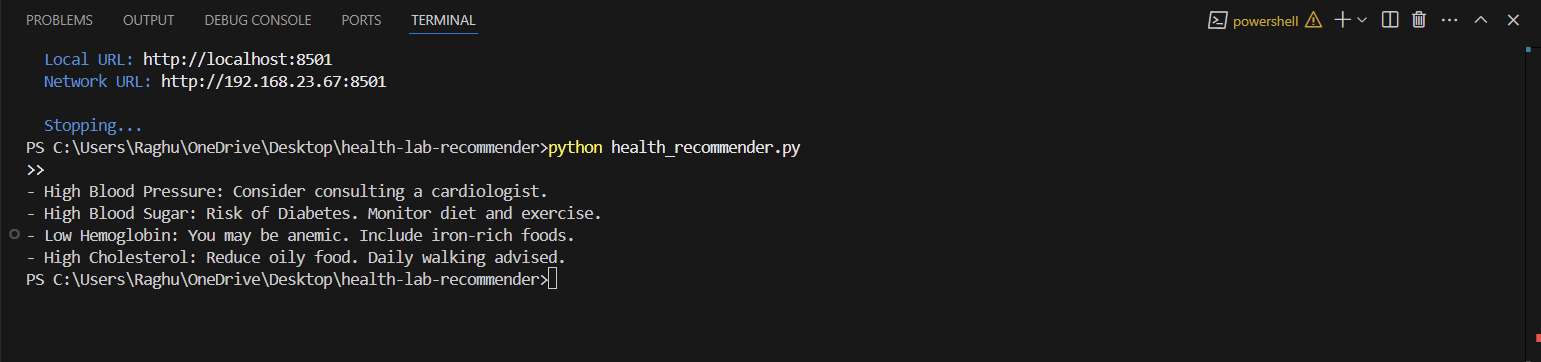 PROBLEMS OUTPUT DEBUG CONSOLE PORTS TERMINAL powershell
Local URL: http://localhost:8501
Network URL: http://192.168.23.67:8501
Stopping...
PS C:\Users\Raghu\OneDrive\Desktop\health-lab-recommender>python health_recommender.py
>>
- High Blood Pressure: Consider consulting a cardiologist.
- High Blood Sugar: Risk of Diabetes. Monitor diet and exercise.
- Low Hemoglobin: You may be anemic. Include iron-rich foods.
- High Cholesterol: Reduce oily food. Daily walking advised.
PS C:\Users\Raghu\OneDrive\Desktop\health-lab-recommender>